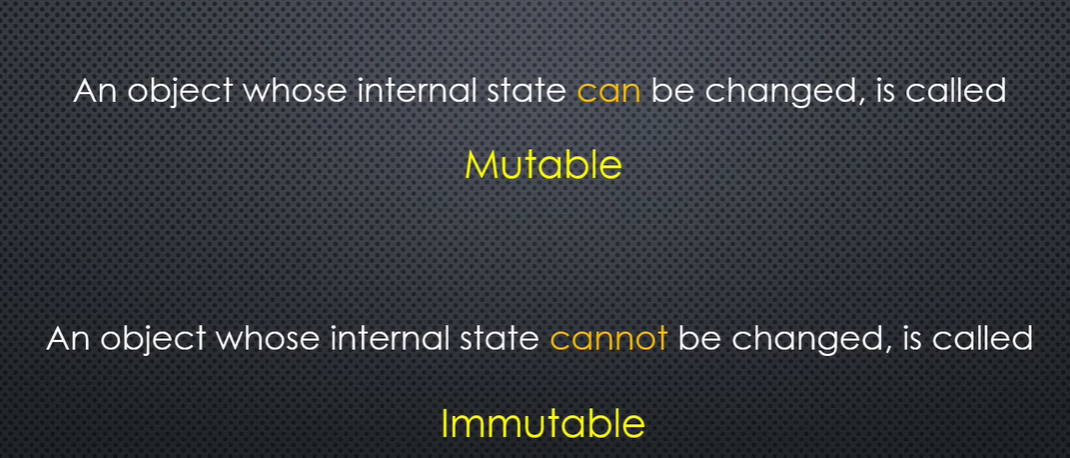 An object whose internal state can be changed, is called
Mutable
An object whose internal state cannot be changed, is called
Immutable